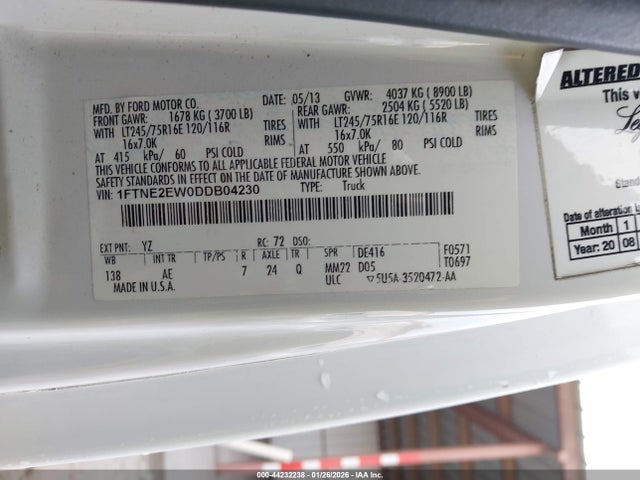 MFD. BY FORD MOTOR CO.
DATE: 05/13 GVWR: 4037 KG ( 8900 LB)
FRONT GAWR: 1678 KG ( 3700 LB) REAR GAWR: 2504 KG ( 5520 LB)
WITH LT245/75R16E 120/116R TIRES WITH LT245/75R16E 120/116R TIRES
16x7.0K RIMS 16x7.0K RIMS
AT 415 kPa/ 60 PSI COLD AT 550 kPa/ 80 PSI COLD
THIS VEHICLE CONFORMS TO ALL APPLICABLE FEDERAL MOTOR VEHICLE
SAFETY STANDARDS IN EFFECT ON THE DATE OF MANUFACTURE SHOWN ABOVE.
VIN: 1FTNE2EW0DDB04230 TYPE: Truck
EXT PNT: YZ RC: 72 DSO: F0571
WB INT TR TP/PS R AXLE TR SPR DE416 T0697
138 AE 7 24 Q MM22 D05
MADE IN U.S.A. ULC ▽5U5A-3520472-AA
ALTERED
This v
Standa
Date of alteration
Month 1
Year: 20 08
000-44232238 - 01/26/2026 - IAAI.COM